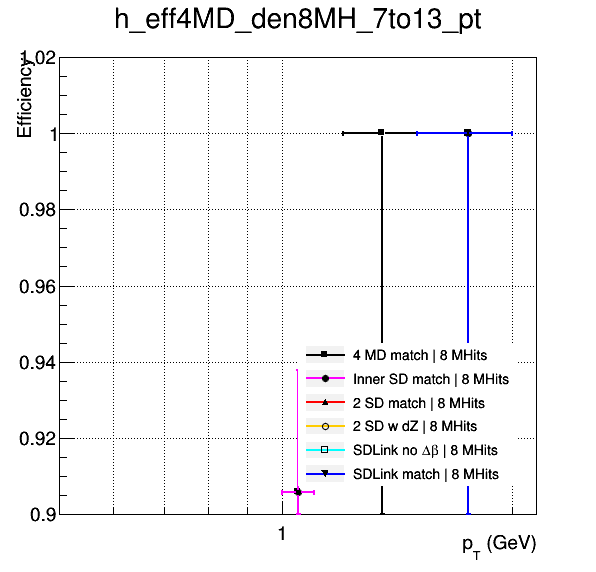 h_eff4MD_den8MH_7to13_pt
Efficiency
1.02
1
0.98
0.96
0.94
0.92
0.9
4 MD match | 8 MHits
Inner SD match | 8 MHits
2 SD match | 8 MHits
2 SD w dZ | 8 MHits
SDLink no Δβ | 8 MHits
SDLink match | 8 MHits
1
p_T (GeV)